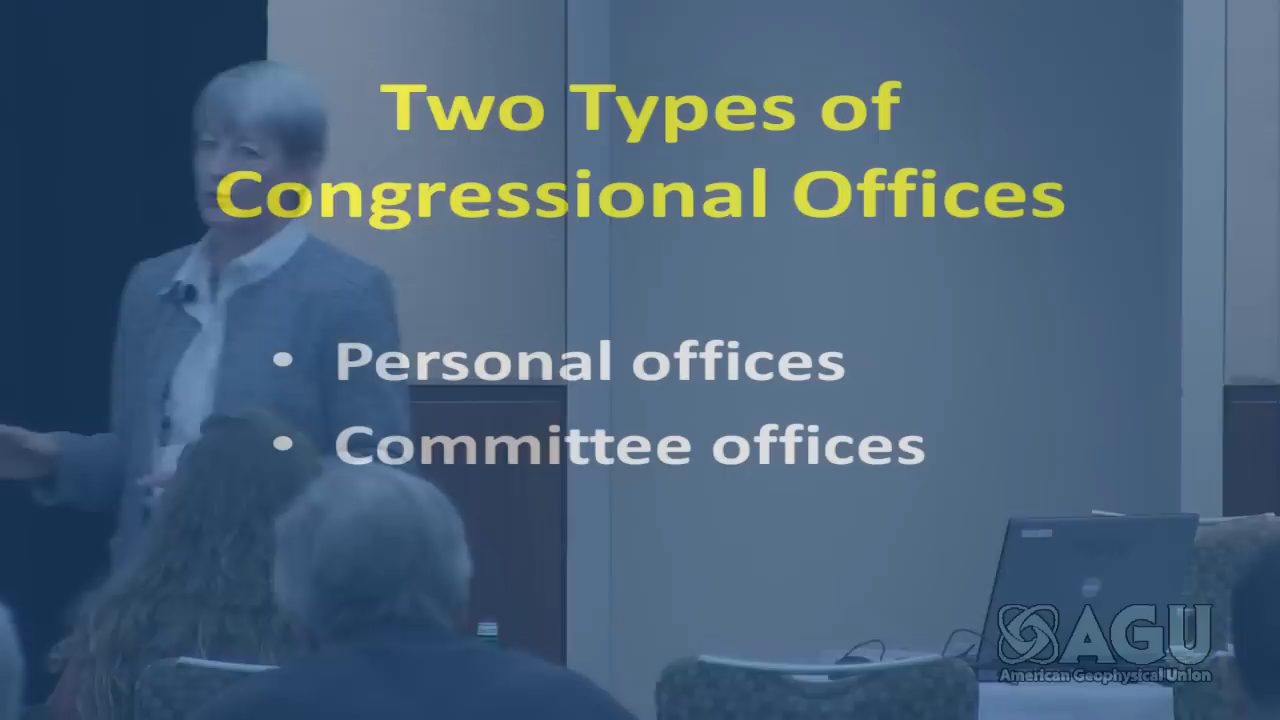 Two Types of
Congressional Offices
• Personal offices
• Committee offices
AGU
American Geophysical Union